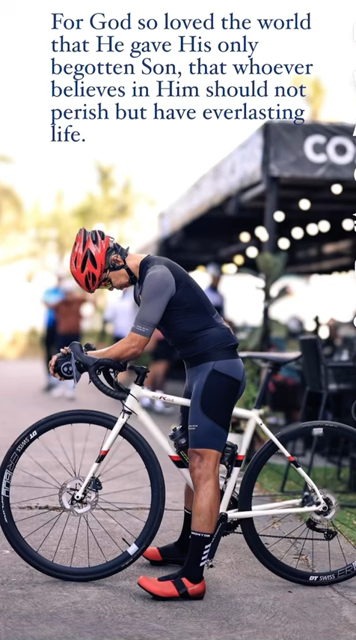 For God so loved the world
that He gave His only
begotten Son, that whoever
believes in Him should not
perish but have everlasting
life.
CO
DT SWISS
DT SWISS